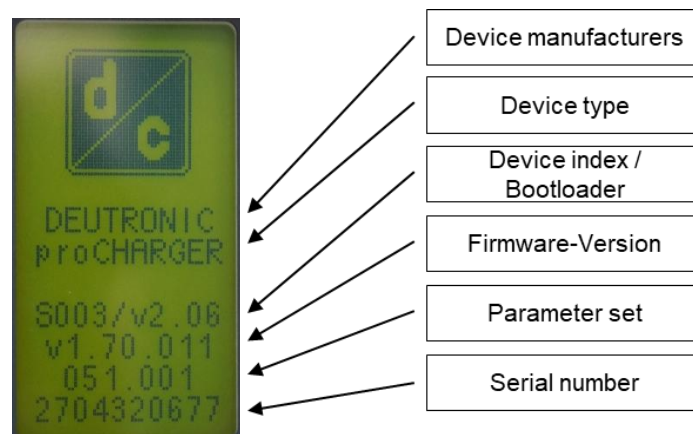 d
c
DEUTRONIC
proCHARGER
S003/v2.06
v1.70.011
051.001
2704320677
Device manufacturers
Device type
Device index /
Bootloader
Firmware-Version
Parameter set
Serial number